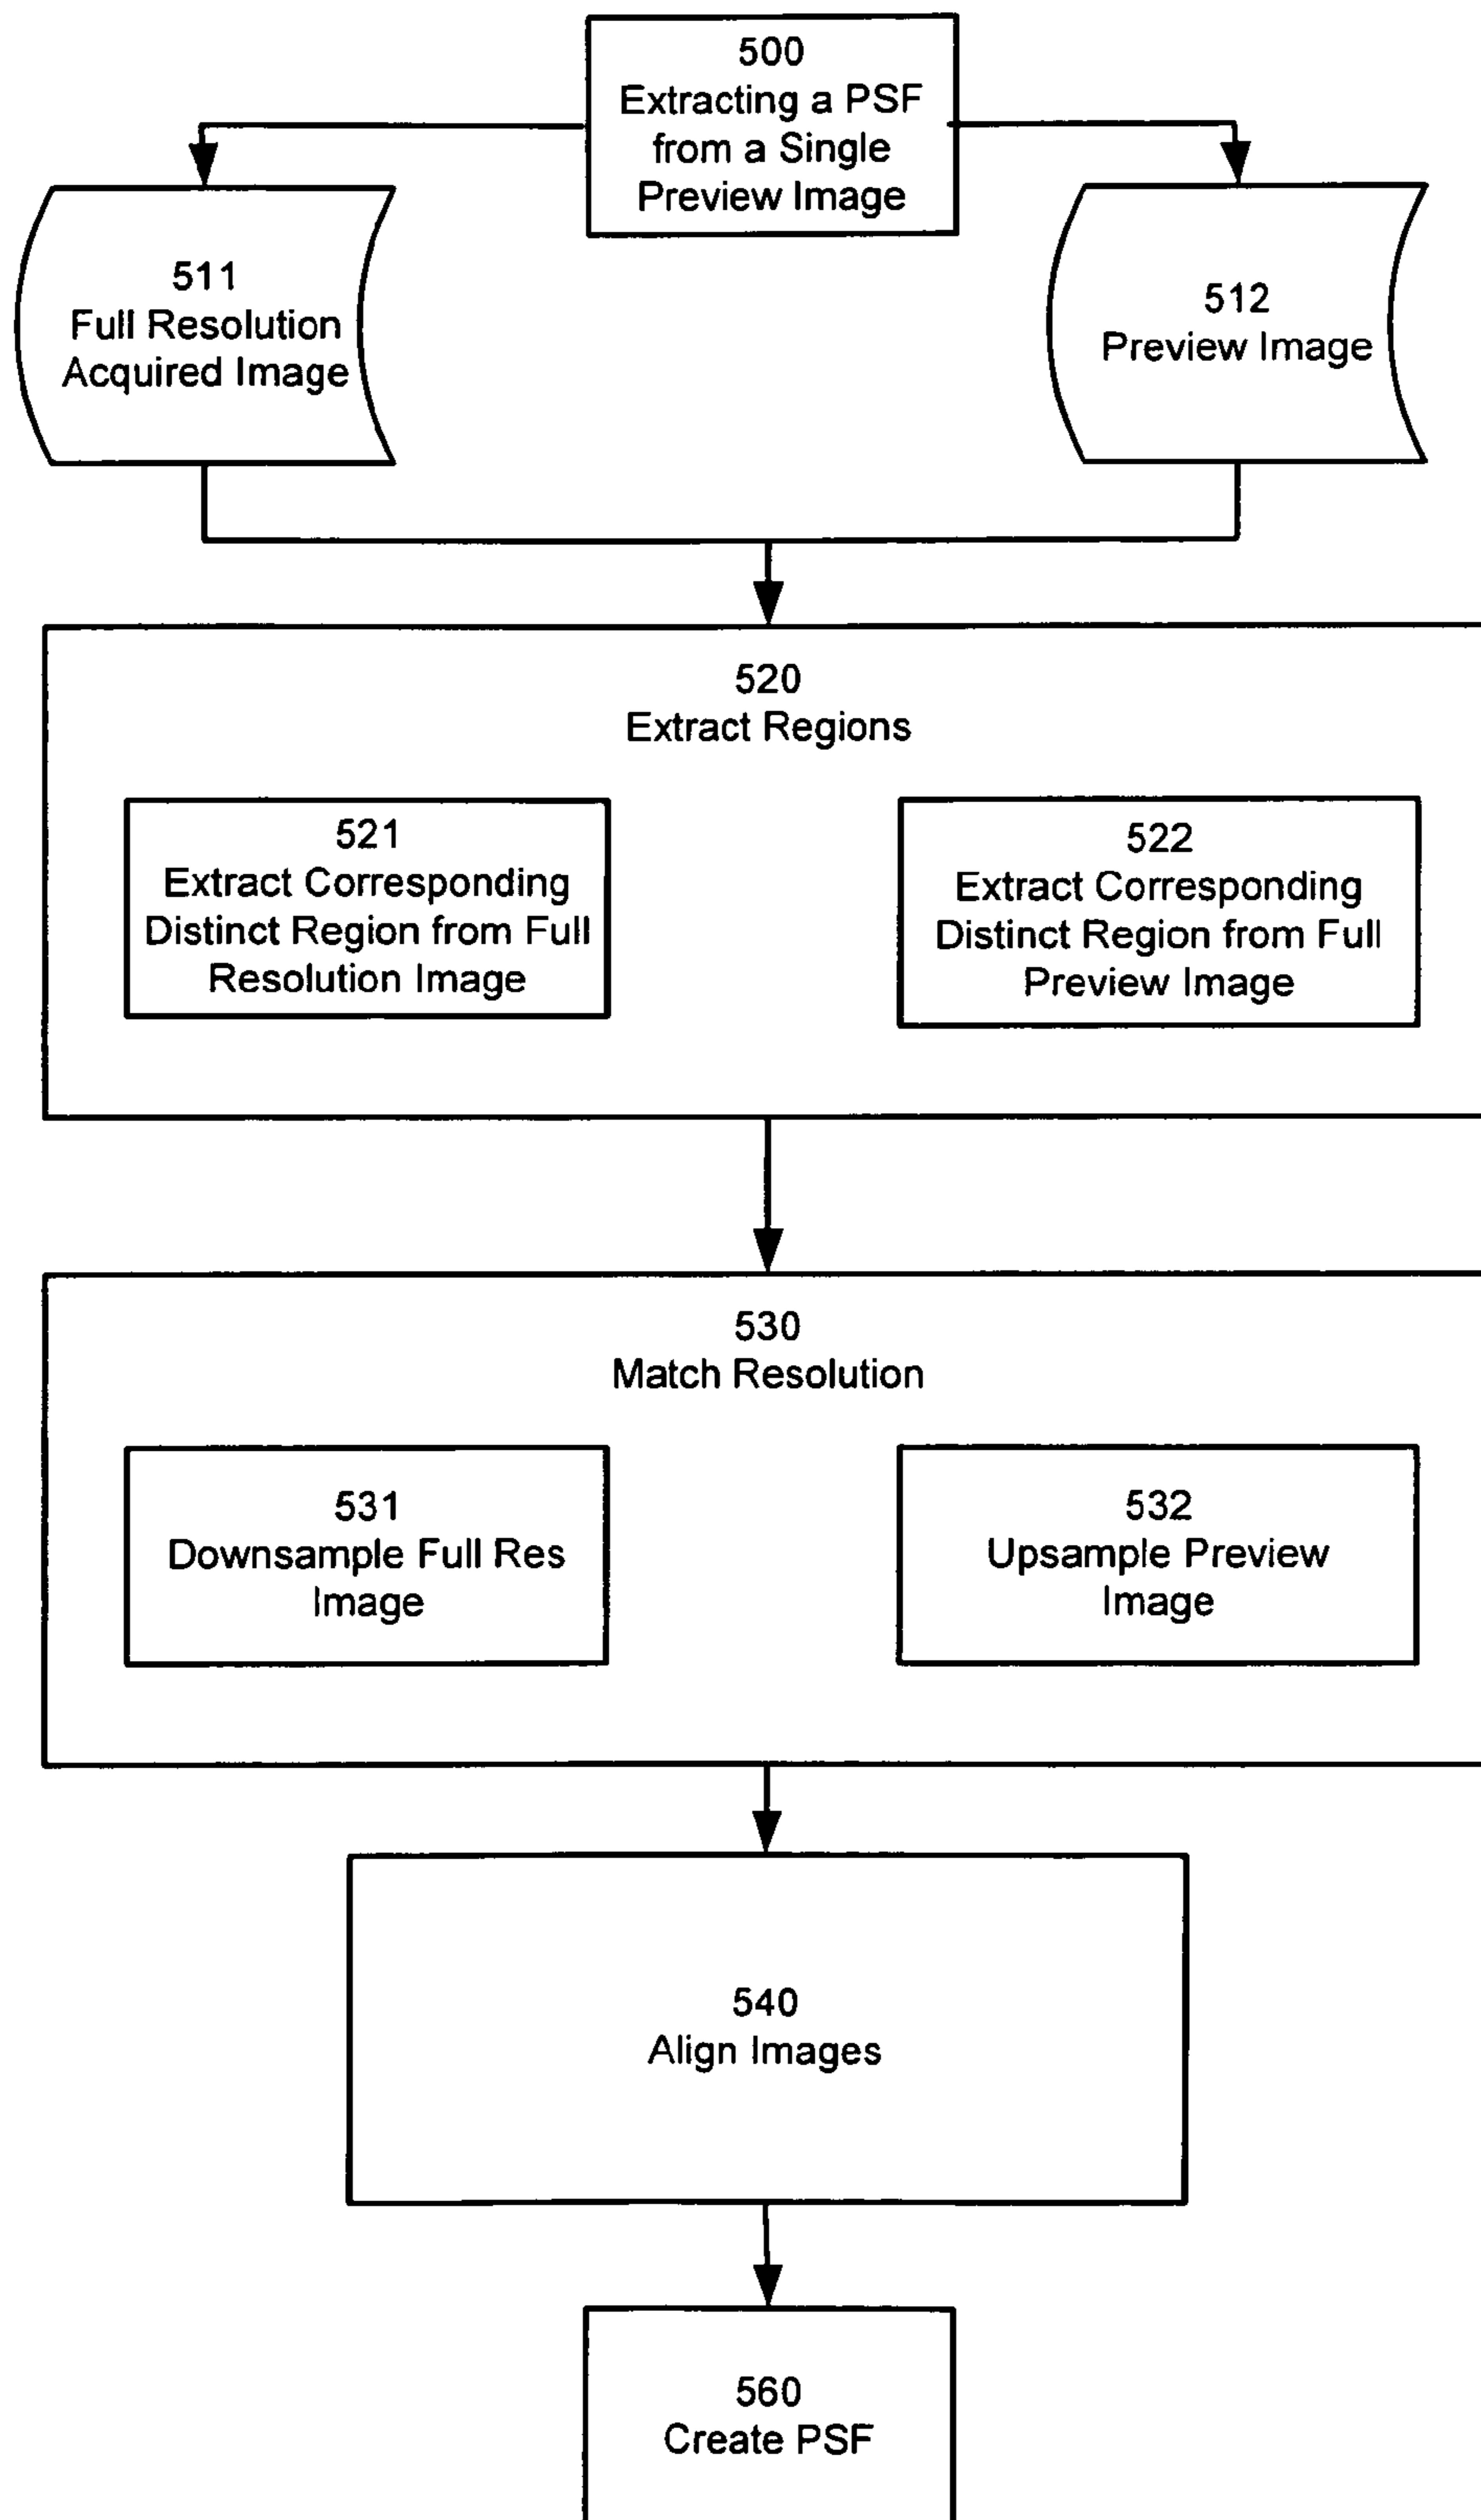 500
Extracting a PSF
from a Single
Preview Image
511
Full Resolution
Acquired Image
512
Preview Image
520
Extract Regions
521
Extract Corresponding
Distinct Region from Full
Resolution Image
522
Extract Corresponding
Distinct Region from Full
Preview Image
530
Match Resolution
531
Downsample Full Res
Image
532
Upsample Preview
Image
540
Align Images
560
Create PSF